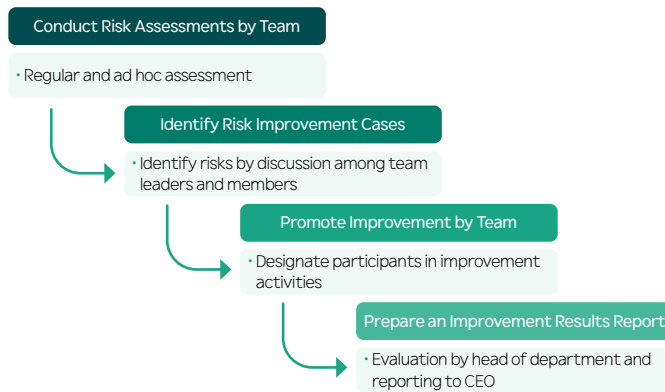 Conduct Risk Assessments by Team
• Regular and ad hoc assessment
Identify Risk Improvement Cases
• Identify risks by discussion among team
leaders and members
Promote Improvement by Team
• Designate participants in improvement
activities
Prepare an Improvement Results Report
• Evaluation by head of department and
reporting to CEO